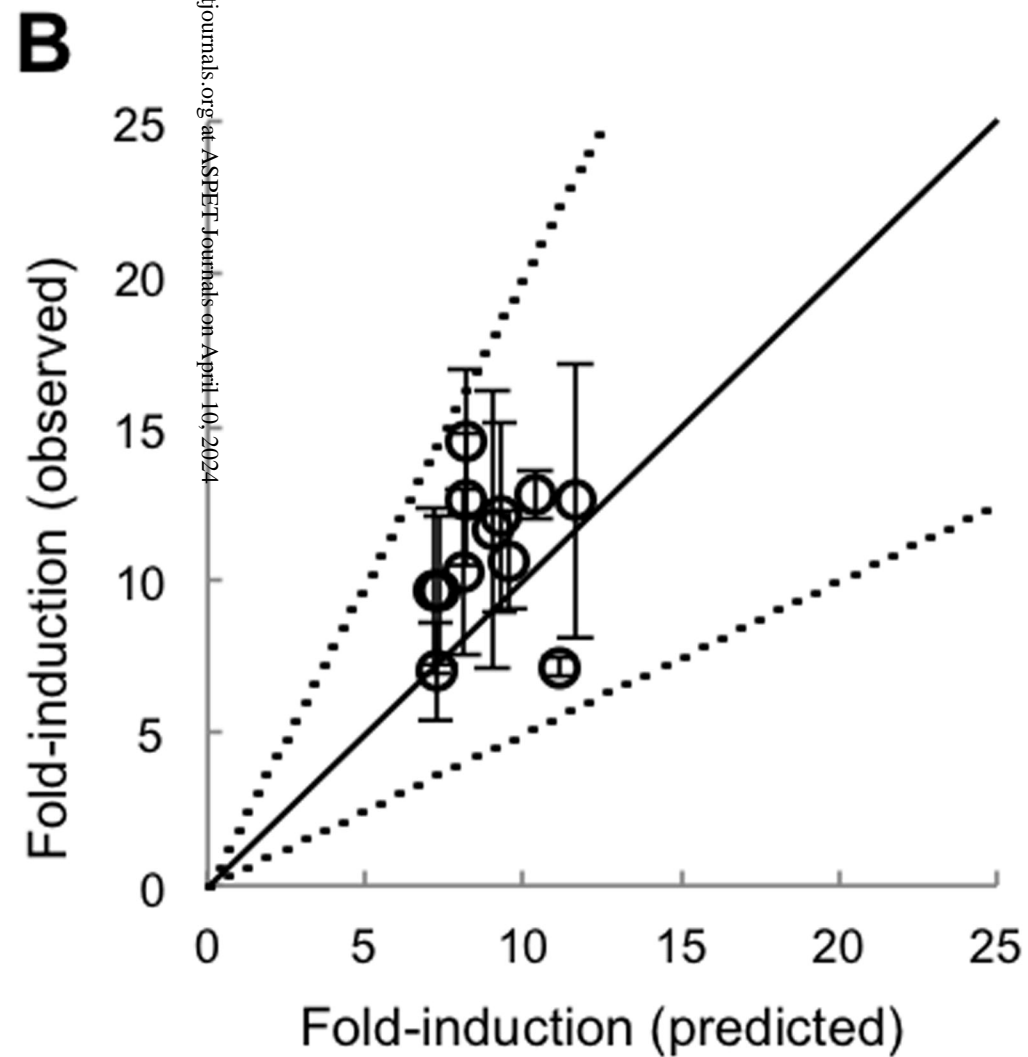 B
tjournals.org at ASPET Journals on April 10, 2024
Fold-induction (observed)
25
20
15
10
5
0
0 5 10 15 20 25
Fold-induction (predicted)